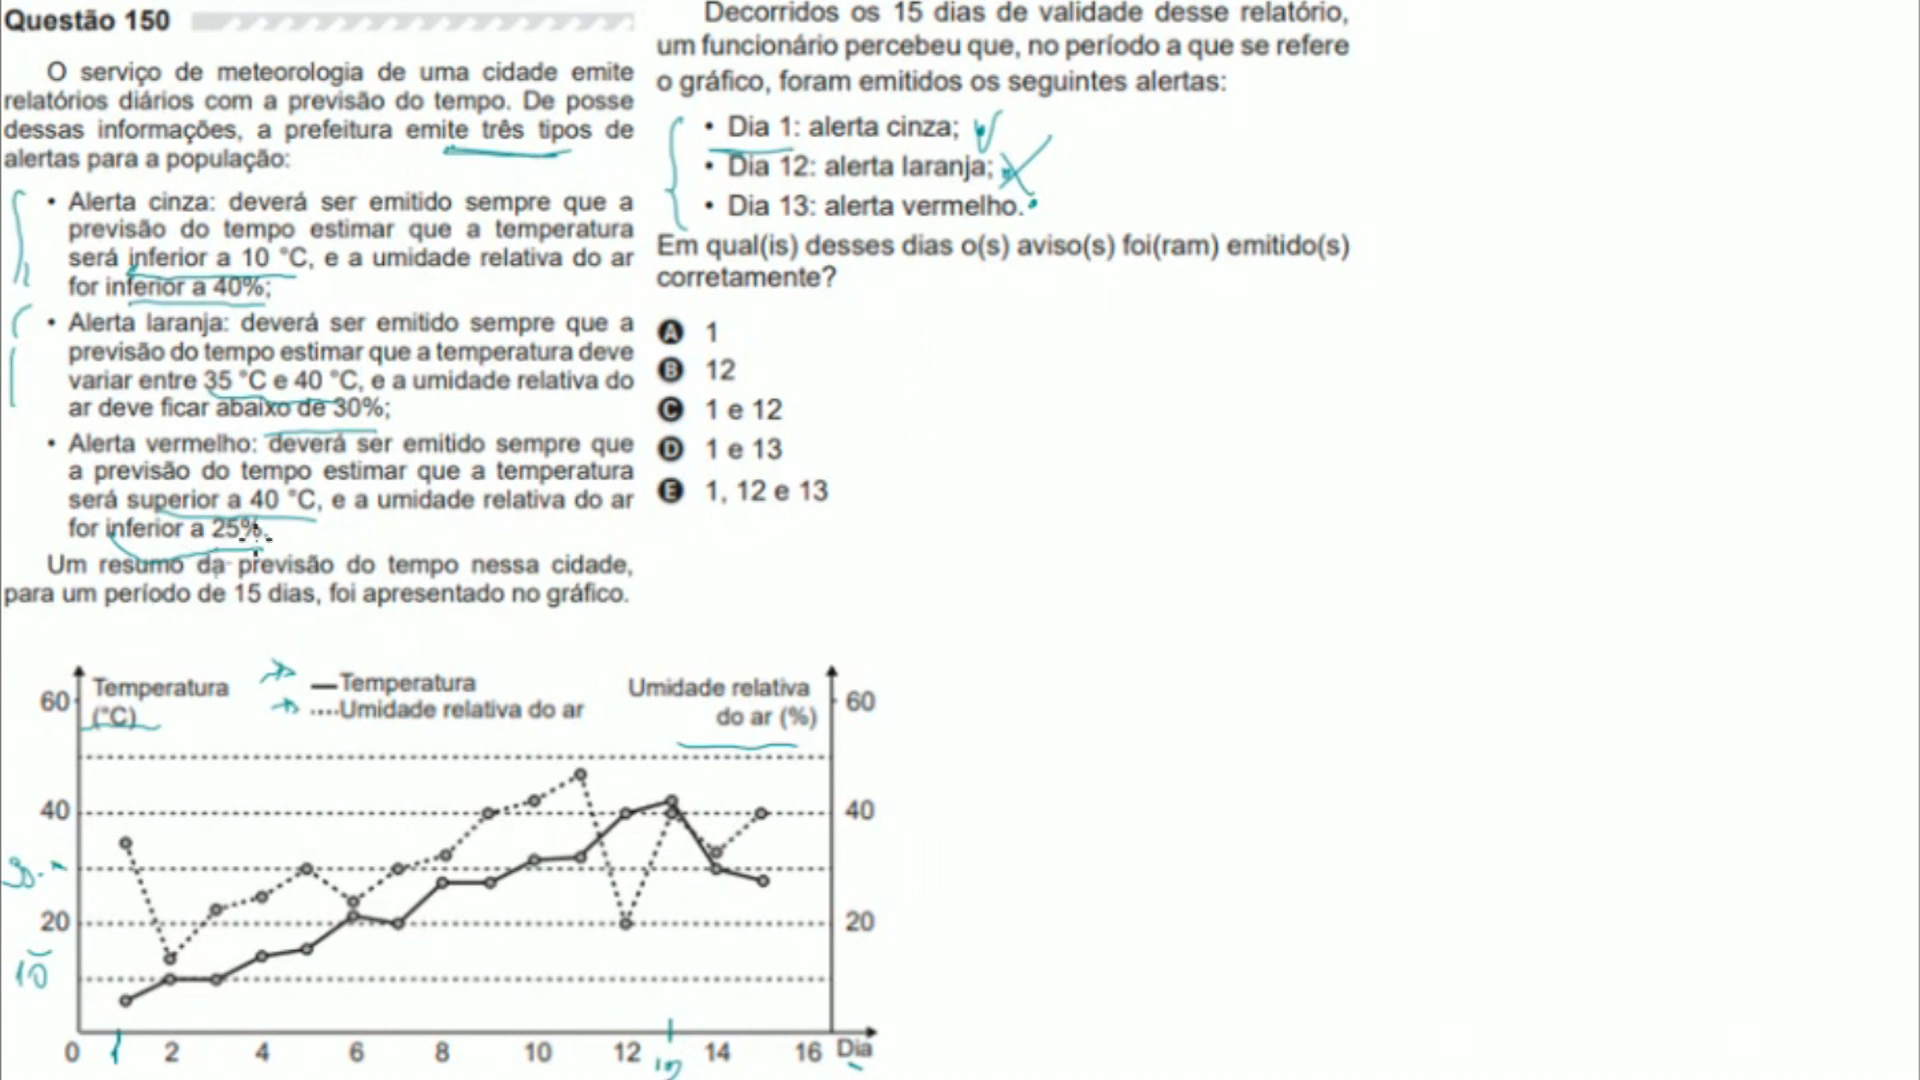 Questão 150
O serviço de meteorologia de uma cidade emite
relatórios diários com a previsão do tempo. De posse
dessas informações, a prefeitura emite três tipos de
alertas para a população:
• Alerta cinza: deverá ser emitido sempre que a
previsão do tempo estimar que a temperatura
será inferior a 10 °C, e a umidade relativa do ar
for inferior a 40%;
• Alerta laranja: deverá ser emitido sempre que a
previsão do tempo estimar que a temperatura deve
variar entre 35 °C e 40 °C, e a umidade relativa do
ar deve ficar abaixo de 30%;
• Alerta vermelho: deverá ser emitido sempre que
a previsão do tempo estimar que a temperatura
será superior a 40 °C, e a umidade relativa do ar
for inferior a 25%.
Um resumo da previsão do tempo nessa cidade,
para um período de 15 dias, foi apresentado no gráfico.
Temperatura
(°C)
Temperatura
Umidade relativa do ar
Umidade relativa
do ar (%)
60
40
30
20
10
60
40
20
0 1 2 4 6 8 10 12 13 14 16 Dia
Decorridos os 15 dias de validade desse relatório,
um funcionário percebeu que, no período a que se refere
o gráfico, foram emitidos os seguintes alertas:
• Dia 1: alerta cinza;
• Dia 12: alerta laranja;
• Dia 13: alerta vermelho.
Em qual(is) desses dias o(s) aviso(s) foi(ram) emitido(s)
corretamente?
A 1
B 12
C 1 e 12
D 1 e 13
E 1, 12 e 13